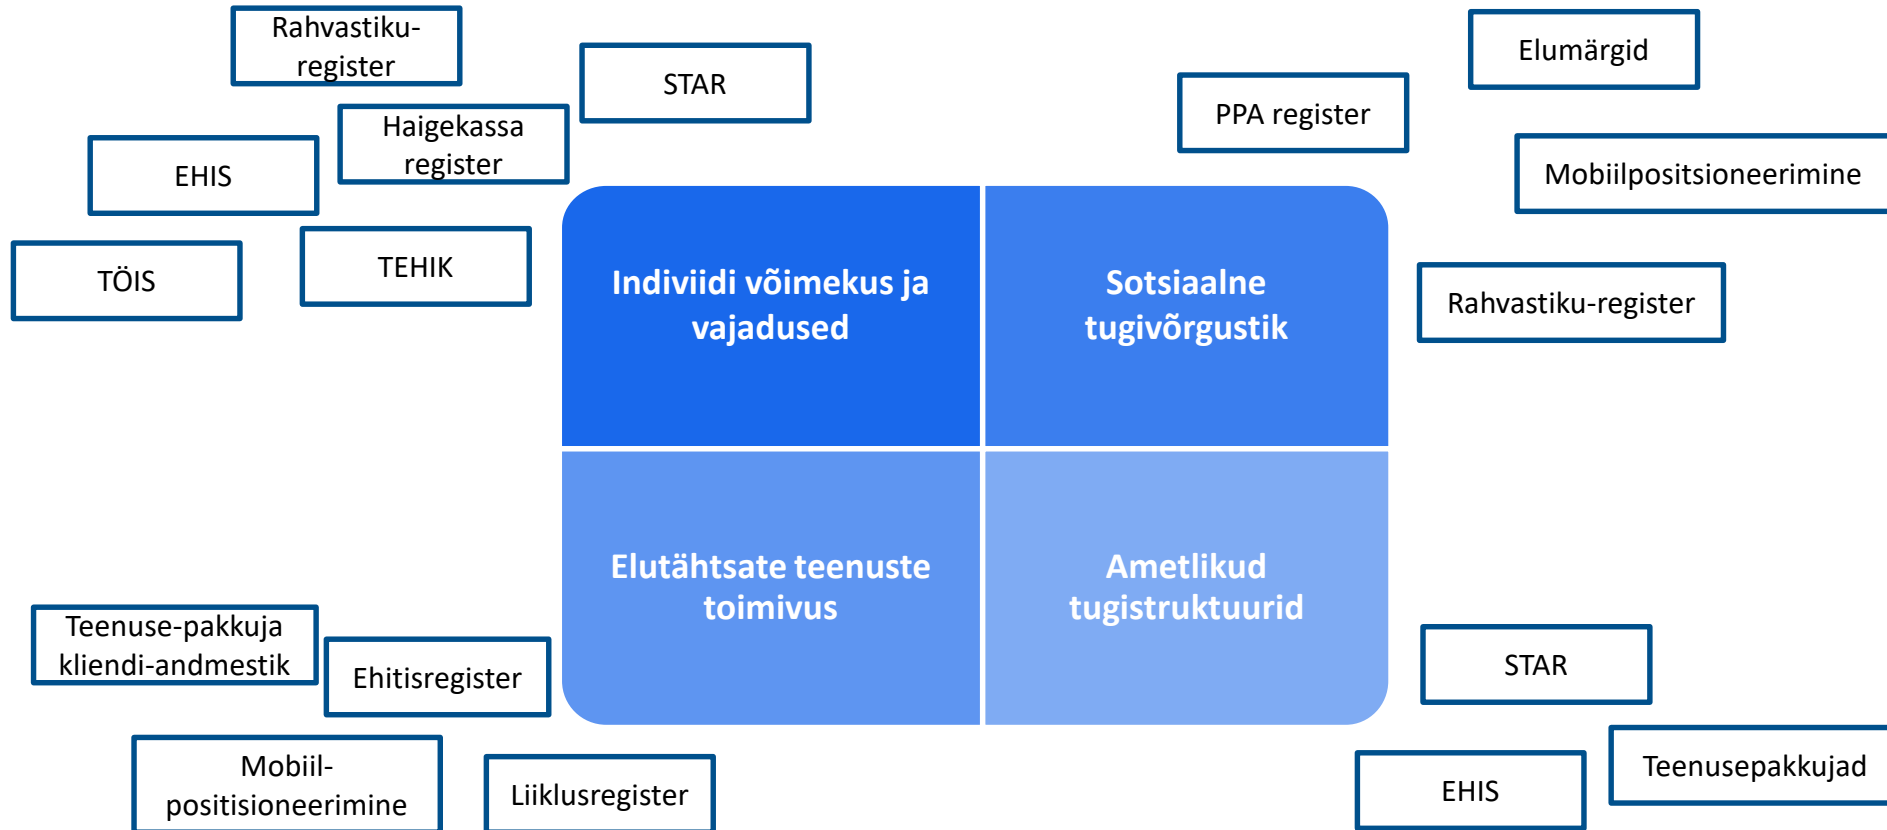 Rahvastiku-
register
STAR
Haigekassa
register
EHIS
TÖIS
TEHIK
PPA register
Elumärgid
Mobiilpositsioneerimine
Rahvastiku-register
Indiviidi võimekus ja
vajadused
Sotsiaalne
tugivõrgustik
Elutähtsate teenuste
toimivus
Ametlikud
tugistruktuurid
Teenuse-pakkuja
kliendi-andmestik
Ehitisregister
Mobiil-
positisioneerimine
Liiklusregister
STAR
Teenusepakkujad
EHIS